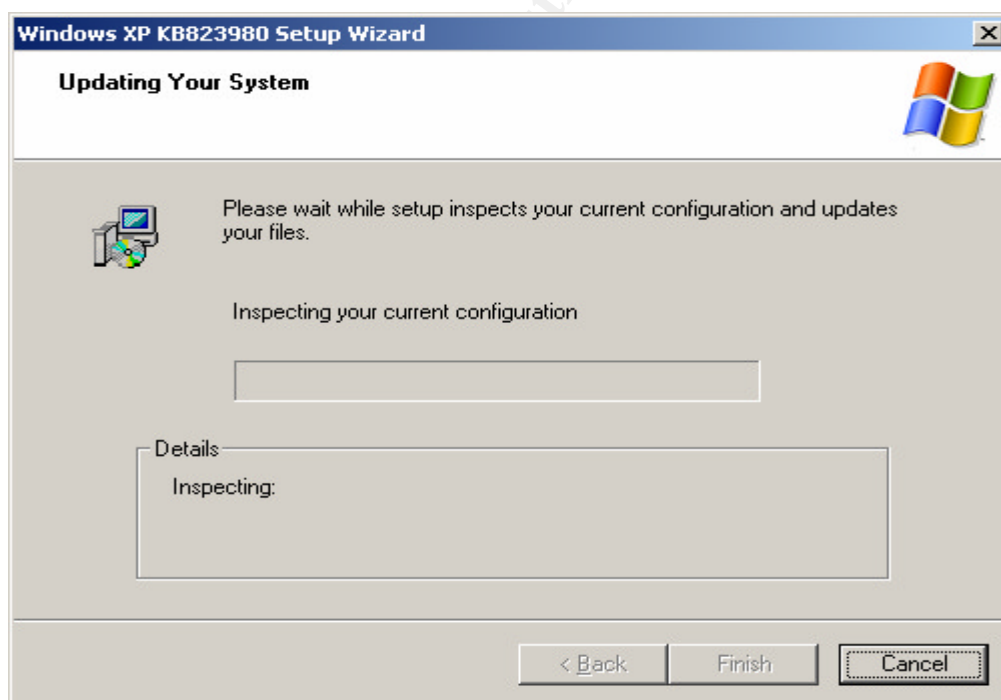 Windows XP KB823980 Setup Wizard
Updating Your System
Please wait while setup inspects your current configuration and updates
your files.
Inspecting your current configuration
Details
Inspecting:
< Back
Finish
Cancel